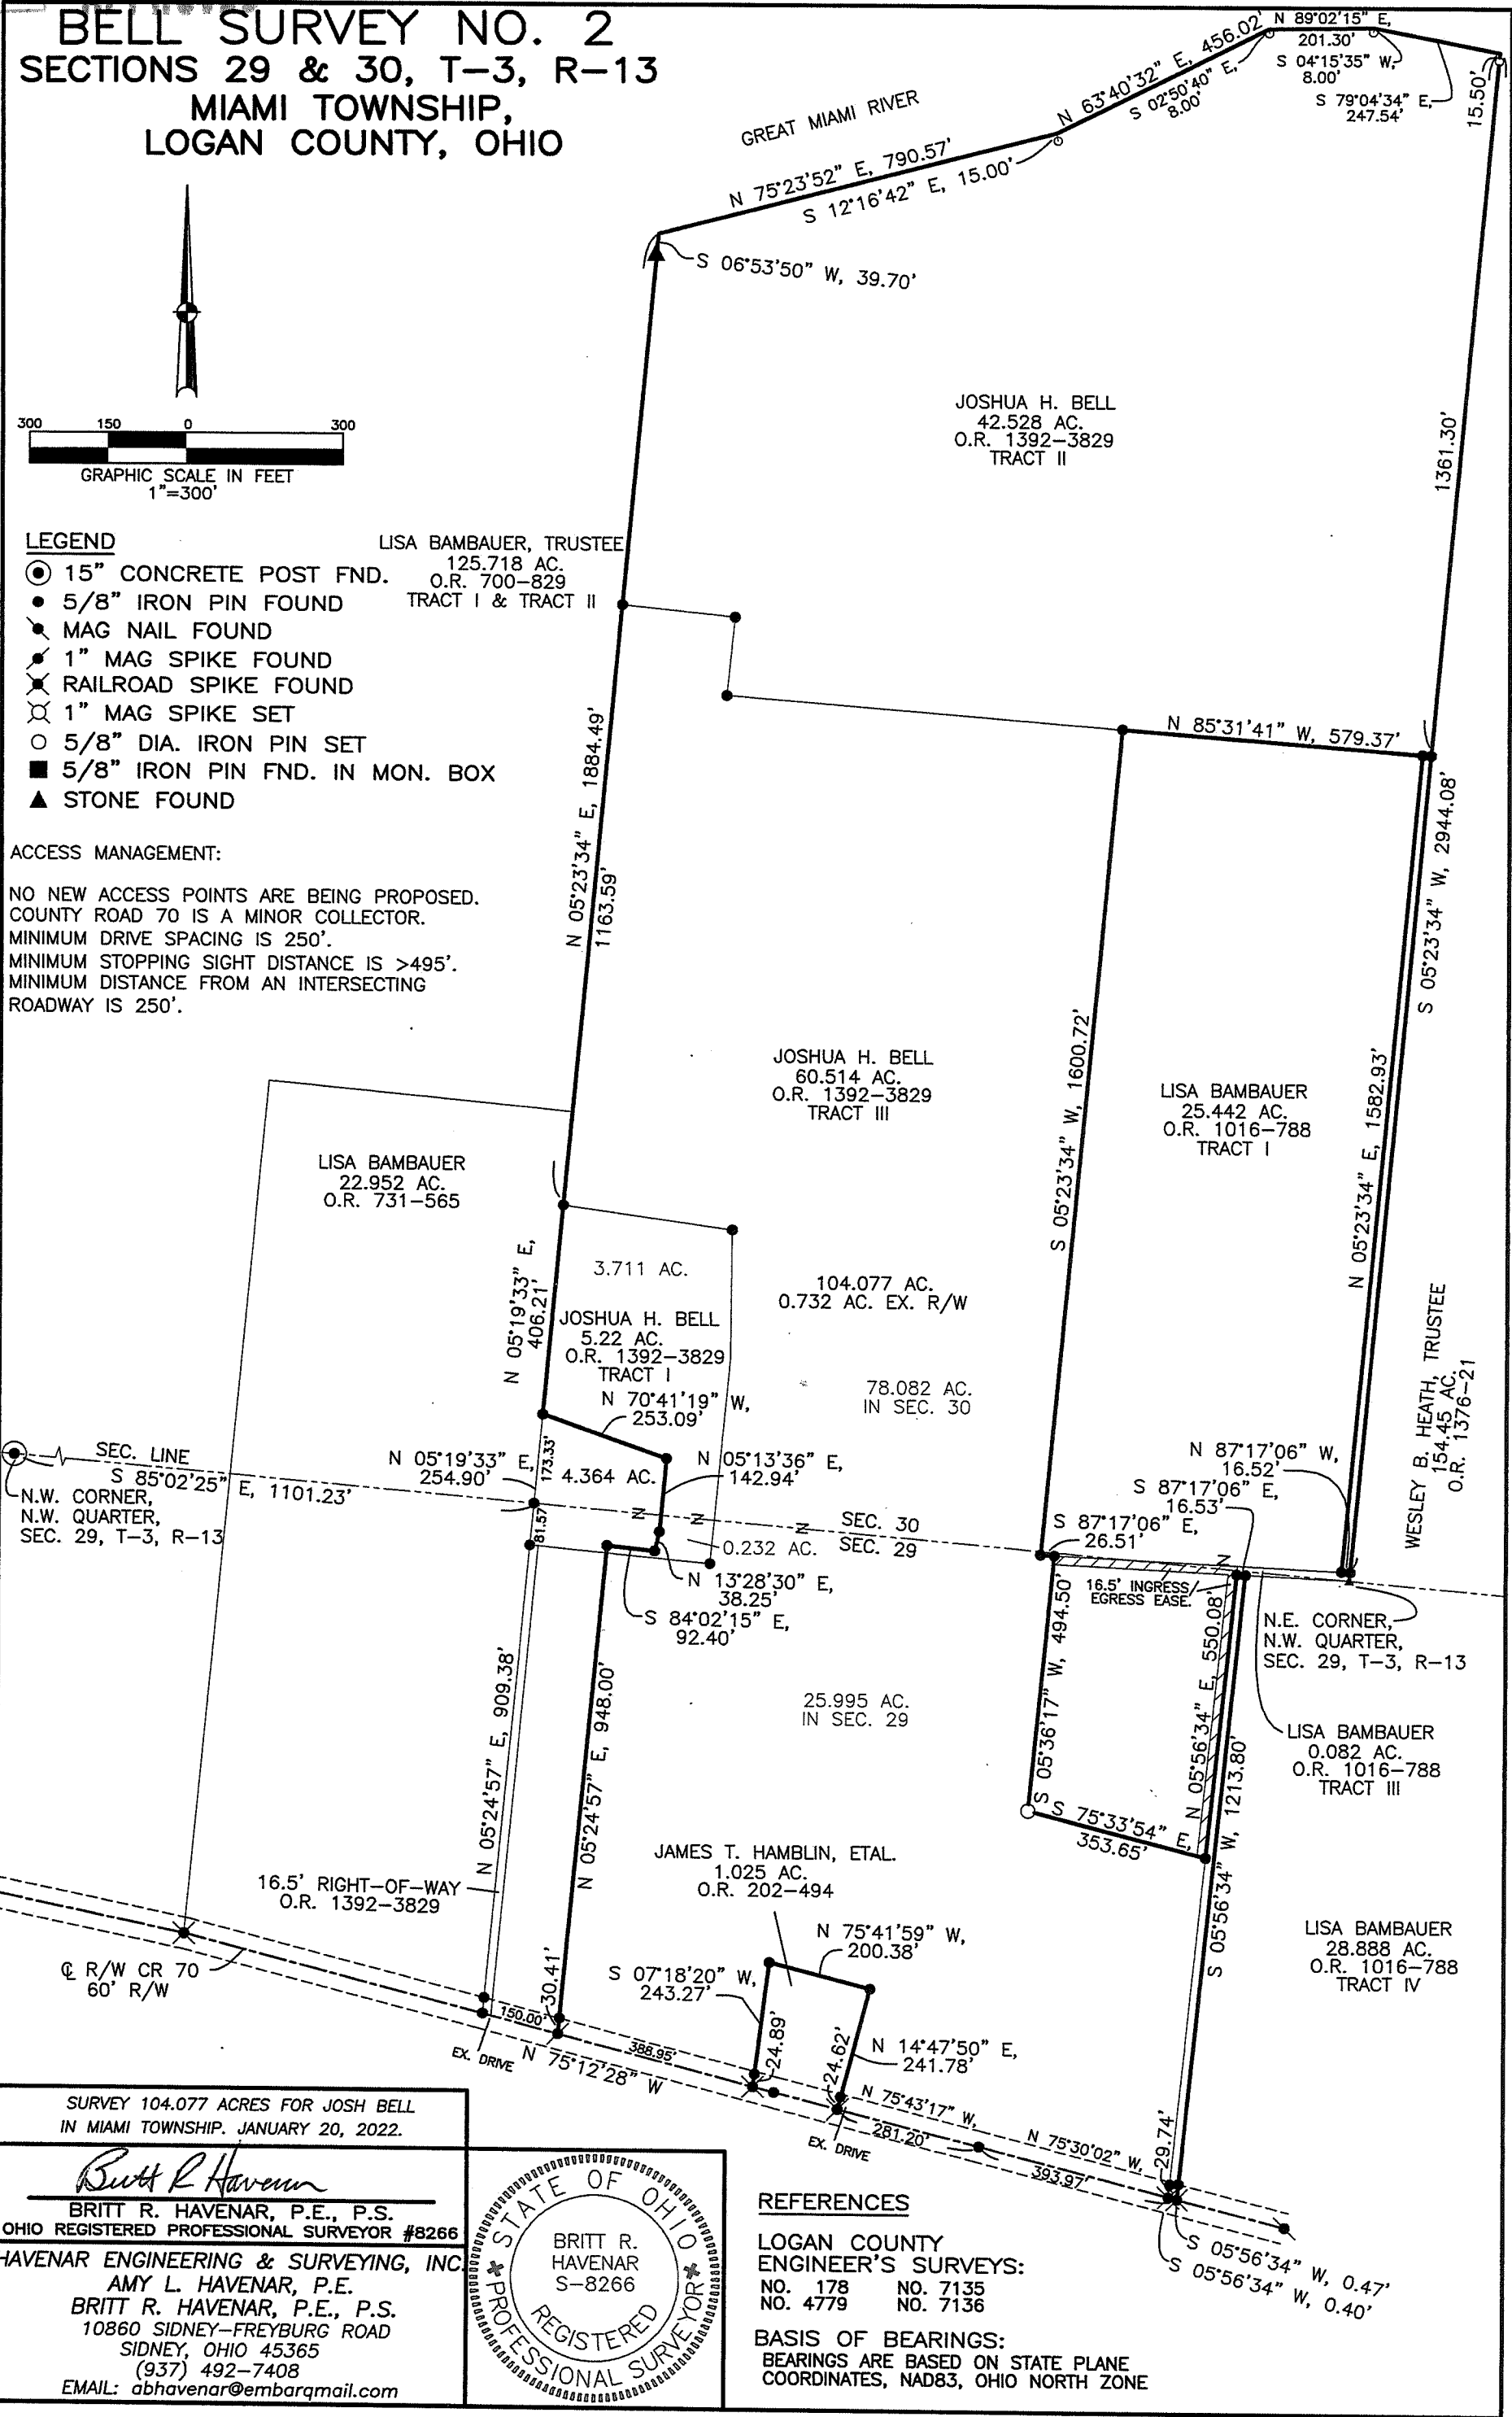 BELL SURVEY NO. 2
SECTIONS 29 & 30, T-3, R-13
MIAMI TOWNSHIP,
LOGAN COUNTY, OHIO
GREAT MIAMI RIVER
N 75°23'52" E, 790.57'
S 12°16'42" E, 15.00'
N 63°40'32" E, 456.02'
S 02°50'40" E,
8.00'
N 89°02'15" E,
201.30'
S 04°15'35" W,
8.00'
S 79°04'34" E,
247.54'
15.50'
S 06°53'50" W, 39.70'
300 150 0 300
GRAPHIC SCALE IN FEET
1"=300'
JOSHUA H. BELL
42.528 AC.
O.R. 1392-3829
TRACT II
1361.30'
LEGEND
15" CONCRETE POST FND.
5/8" IRON PIN FOUND
MAG NAIL FOUND
1" MAG SPIKE FOUND
RAILROAD SPIKE FOUND
1" MAG SPIKE SET
5/8" DIA. IRON PIN SET
5/8" IRON PIN FND. IN MON. BOX
STONE FOUND
LISA BAMBAUER, TRUSTEE
125.718 AC.
O.R. 700-829
TRACT I & TRACT II
N 85°31'41" W, 579.37'
N 05°23'34" E, 1884.49'
1163.59'
S 05°23'34" W, 2944.08'
ACCESS MANAGEMENT:
NO NEW ACCESS POINTS ARE BEING PROPOSED.
COUNTY ROAD 70 IS A MINOR COLLECTOR.
MINIMUM DRIVE SPACING IS 250'.
MINIMUM STOPPING SIGHT DISTANCE IS >495'.
MINIMUM DISTANCE FROM AN INTERSECTING
ROADWAY IS 250'.
JOSHUA H. BELL
60.514 AC.
O.R. 1392-3829
TRACT III
S 05°23'34" W, 1600.72'
LISA BAMBAUER
25.442 AC.
O.R. 1016-788
TRACT I
N 05°23'34" E, 1582.93'
LISA BAMBAUER
22.952 AC.
O.R. 731-565
N 05°19'33" E,
406.21'
3.711 AC.
JOSHUA H. BELL
5.22 AC.
O.R. 1392-3829
TRACT I
104.077 AC.
0.732 AC. EX. R/W
78.082 AC.
IN SEC. 30
WESLEY B. HEATH, TRUSTEE
154.45 AC.
O.R. 1376-21
N 70°41'19" W,
253.09'
SEC. LINE
S 85°02'25" E, 1101.23'
N.W. CORNER,
N.W. QUARTER,
SEC. 29, T-3, R-13
N 05°19'33" E,
254.90'
173.33'
4.364 AC.
N 05°13'36" E,
142.94'
81.57'
SEC. 30
SEC. 29
0.232 AC.
N 13°28'30" E,
38.25'
S 84°02'15" E,
92.40'
N 87°17'06" W,
16.52'
S 87°17'06" E,
16.53'
S 87°17'06" E,
26.51'
16.5' INGRESS/
EGRESS EASE.
N.E. CORNER,
N.W. QUARTER,
SEC. 29, T-3, R-13
S 05°36'17" W, 494.50'
N 05°56'34" E, 550.08'
S 75°33'54" E,
353.65'
S 05°56'34" W, 1213.80'
LISA BAMBAUER
0.082 AC.
O.R. 1016-788
TRACT III
25.995 AC.
IN SEC. 29
N 05°24'57" E, 909.38'
N 05°24'57" E, 948.00'
16.5' RIGHT-OF-WAY
O.R. 1392-3829
JAMES T. HAMBLIN, ETAL.
1.025 AC.
O.R. 202-494
N 75°41'59" W,
200.38'
S 07°18'20" W,
243.27'
24.89'
24.62'
N 14°47'50" E,
241.78'
LISA BAMBAUER
28.888 AC.
O.R. 1016-788
TRACT IV
℄ R/W CR 70
60' R/W
30.41'
150.00'
EX. DRIVE
N 75°12'28" W
388.95'
EX. DRIVE
N 75°43'17" W,
281.20'
N 75°30'02" W,
393.97'
29.74'
S 05°56'34" W, 0.47'
S 05°56'34" W, 0.40'
SURVEY 104.077 ACRES FOR JOSH BELL
IN MIAMI TOWNSHIP. JANUARY 20, 2022.
Britt R Havenar
BRITT R. HAVENAR, P.E., P.S.
OHIO REGISTERED PROFESSIONAL SURVEYOR #8266
HAVENAR ENGINEERING & SURVEYING, INC.
AMY L. HAVENAR, P.E.
BRITT R. HAVENAR, P.E., P.S.
10860 SIDNEY-FREYBURG ROAD
SIDNEY, OHIO 45365
(937) 492-7408
EMAIL: abhavenar@embarqmail.com
STATE OF OHIO
BRITT R.
HAVENAR
S-8266
REGISTERED
PROFESSIONAL SURVEYOR
REFERENCES
LOGAN COUNTY
ENGINEER'S SURVEYS:
NO. 178 NO. 7135
NO. 4779 NO. 7136
BASIS OF BEARINGS:
BEARINGS ARE BASED ON STATE PLANE
COORDINATES, NAD83, OHIO NORTH ZONE